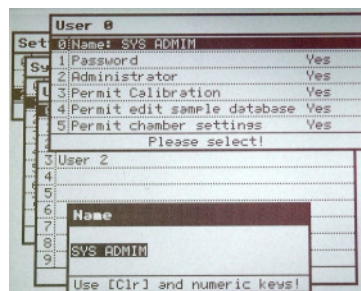 User 0
Set
0 Name: SYS ADMIM
Sy
1 Password Yes
2 Administrator Yes
U
3 Permit Calibration Yes
4 Permit edit sample database Yes
5 Permit chamber settings Yes
Please select!
3 User 2
4
5
6
7
8
9
Name
SYS ADMIM
Use [Clr] and numeric keys!